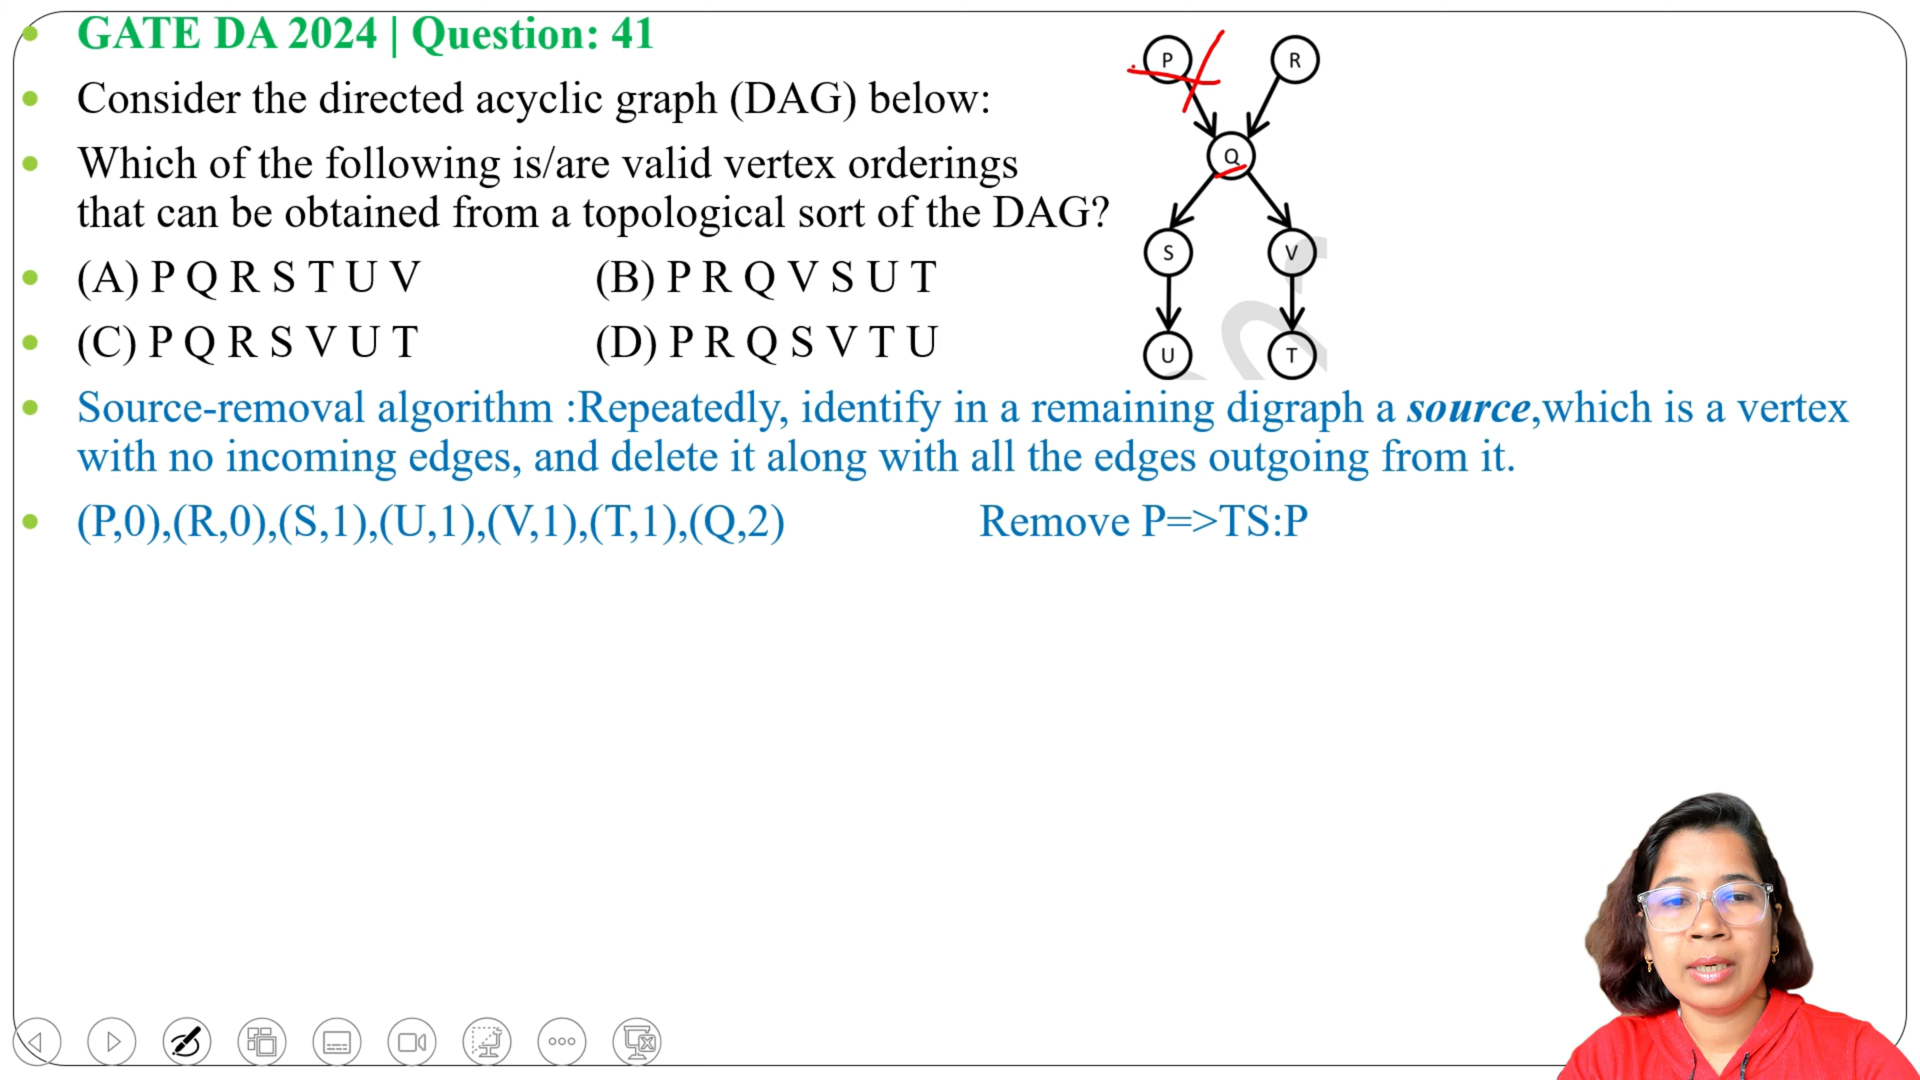 GATE DA 2024 | Question: 41
Consider the directed acyclic graph (DAG) below:
Which of the following is/are valid vertex orderings
that can be obtained from a topological sort of the DAG?
(A) P Q R S T U V (B) P R Q V S U T
(C) P Q R S V U T (D) P R Q S V T U
P R
Q
S V
U T
Source-removal algorithm :Repeatedly, identify in a remaining digraph a source,which is a vertex
with no incoming edges, and delete it along with all the edges outgoing from it.
(P,0),(R,0),(S,1),(U,1),(V,1),(T,1),(Q,2) Remove P=>TS:P